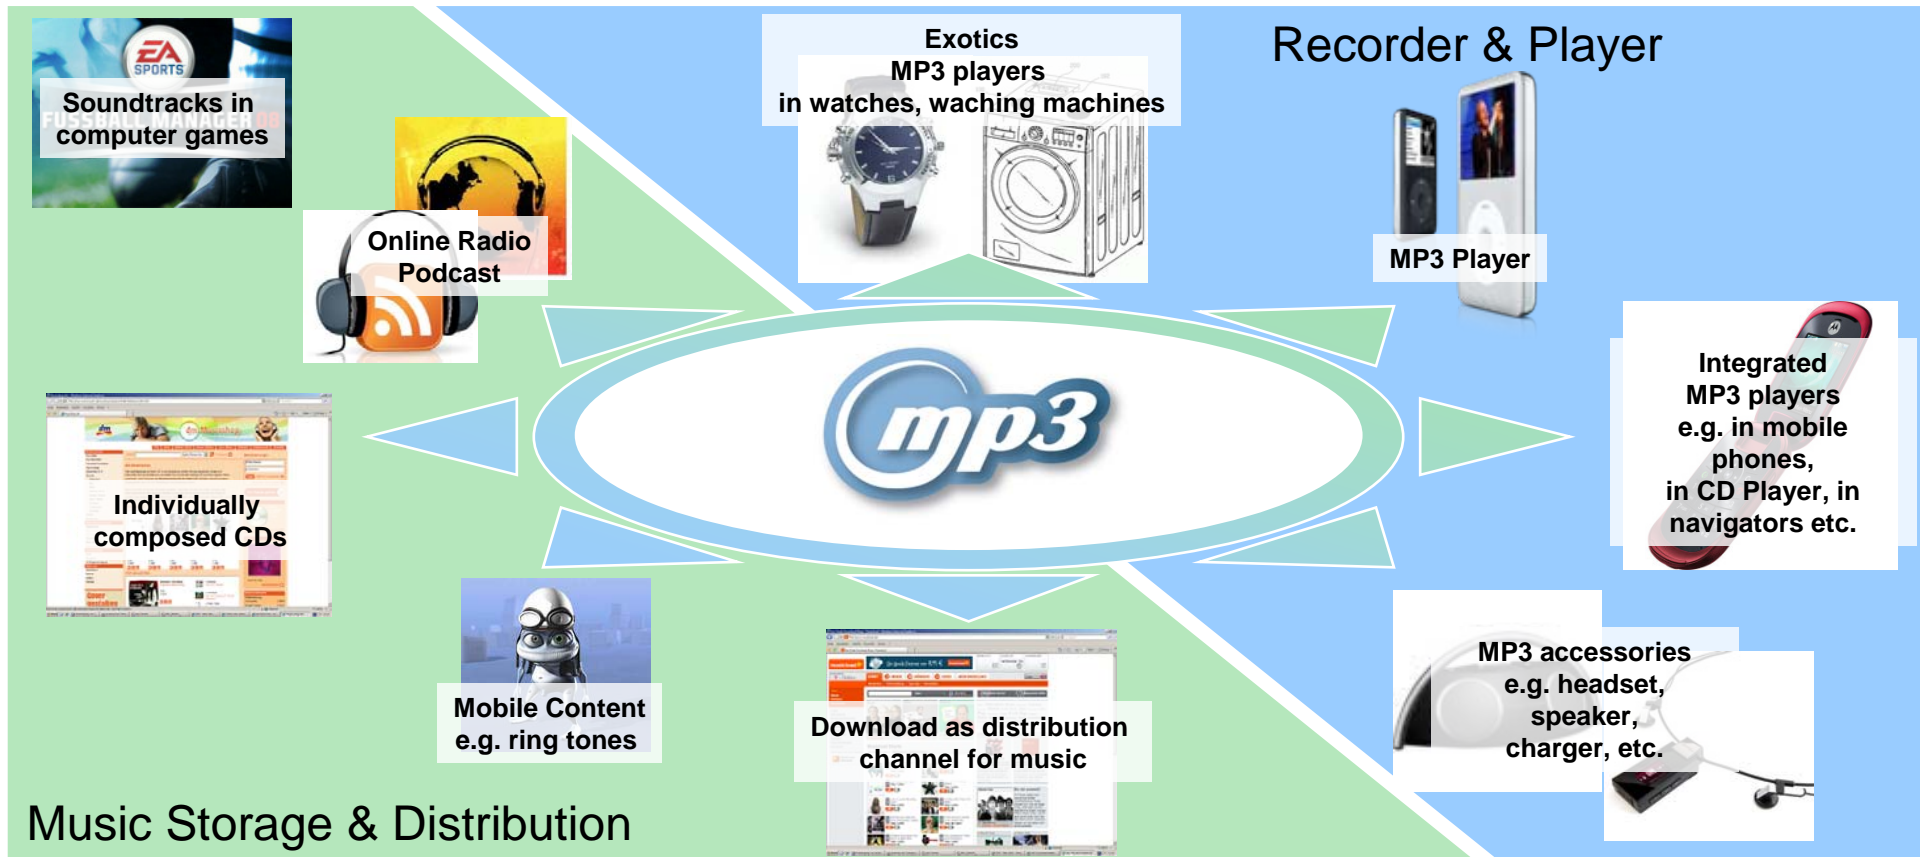 EA
SPORTS
Soundtracks in
FUSSBALL MANAGER 08
computer games
Online Radio
Podcast
Individually
composed CDs
Mobile Content
e.g. ring tones
Music Storage & Distribution
Exotics
MP3 players
in watches, waching machines
mp3
Download as distribution
channel for music
Recorder & Player
MP3 Player
Integrated
MP3 players
e.g. in mobile
phones,
in CD Player, in
navigators etc.
MP3 accessories
e.g. headset,
speaker,
charger, etc.